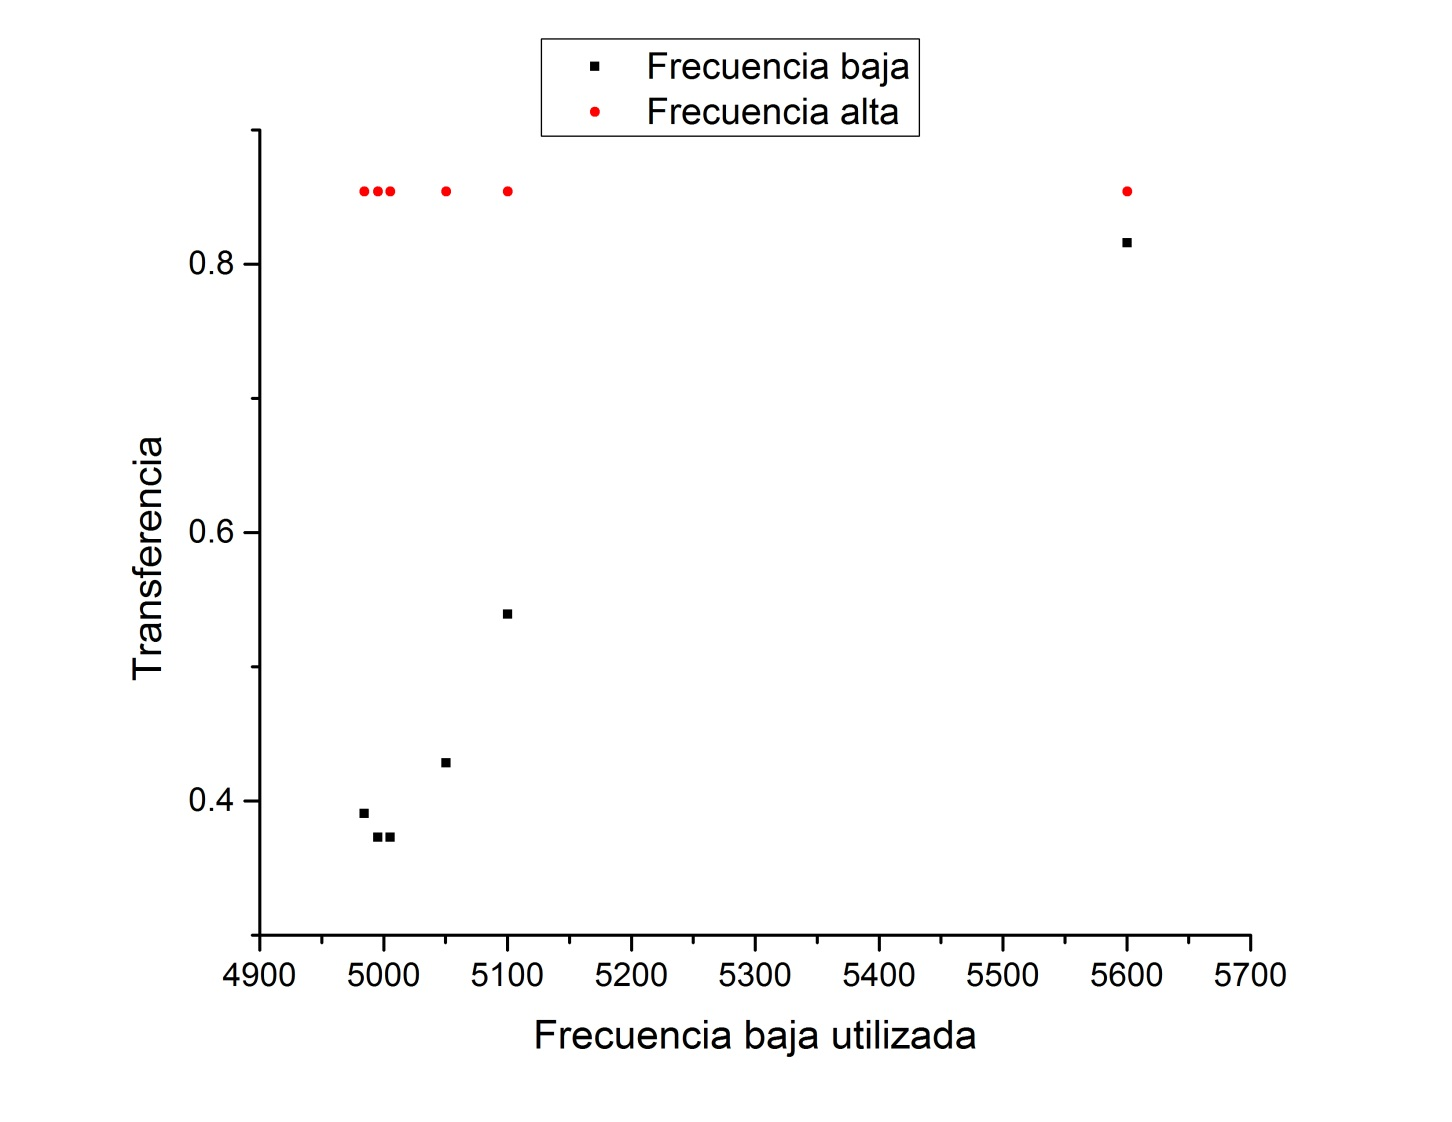 Frecuencia baja
Frecuencia alta
0.8
0.6
0.4
Transferencia
4900 5000 5100 5200 5300 5400 5500 5600 5700
Frecuencia baja utilizada